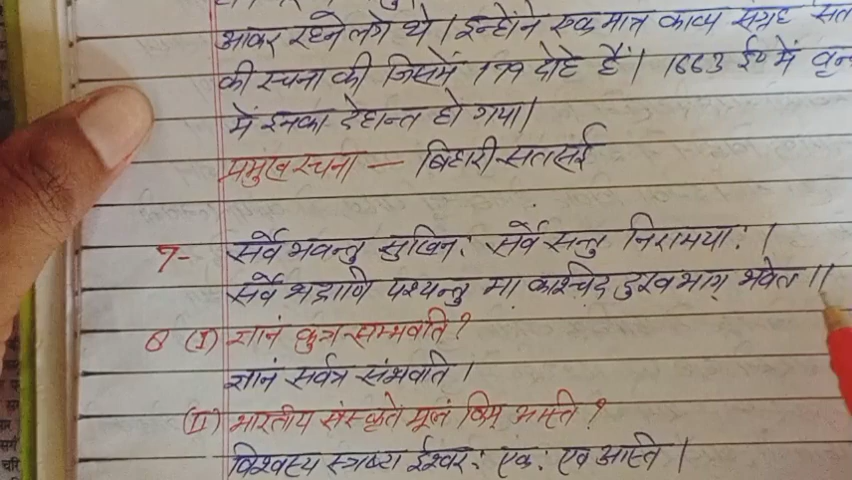 आकर रहने लगे थे। इन्होंने एक मात्र काव्य संग्रह सत
की रचना की जिसमें 719 दोहे हैं। 1663 ई० में वृन्
में इनका देहान्त हो गया।
प्रमुख रचना — बिहारी सतसई
7- सर्वे भवन्तु सुखिन: सर्वे सन्तु निरामया: ।
सर्वे भद्राणि पश्यन्तु मा कश्चिद दुखभाग् भवेत ।।
8 (I) ज्ञानं कुत्र सम्भवति ?
ज्ञानं सर्वत्र संभवति ।
(II) भारतीय संस्कृते मूलं किम् अस्ति ?
विश्वस्य स्त्रष्टा ईश्वर: एक: एव अस्ति ।